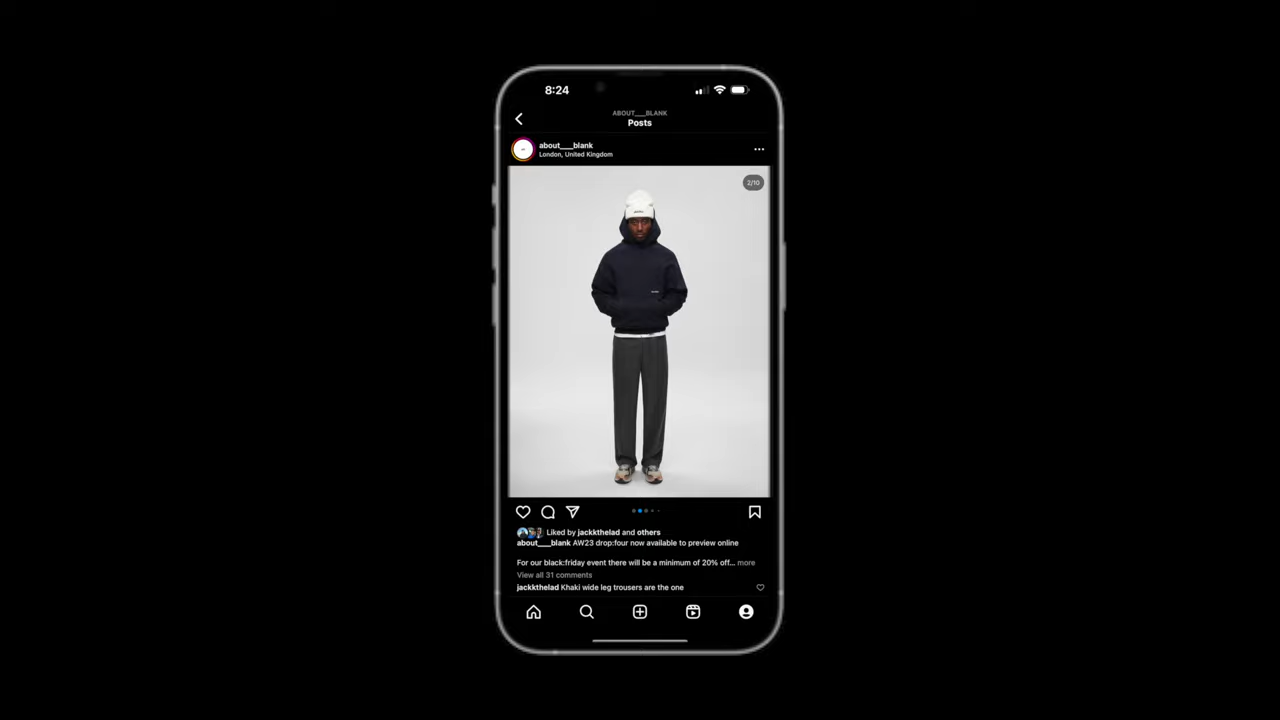 8:24
ABOUT___BLANK
Posts
about___blank
London, United Kingdom
2/10
Liked by jackkthelad and others
about___blank AW23 drop:four now available to preview online
For our black:friday event there will be a minimum of 20% off... more
View all 31 comments
jackkthelad Khaki wide leg trousers are the one